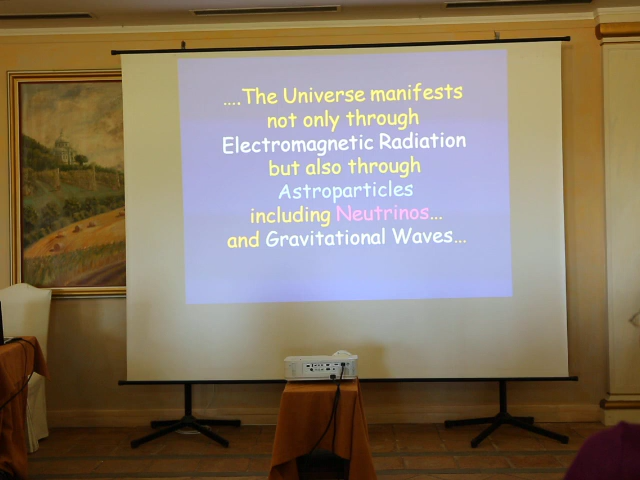 ....The Universe manifests
not only through
Electromagnetic Radiation
but also through
Astroparticles
including Neutrinos...
and Gravitational Waves...